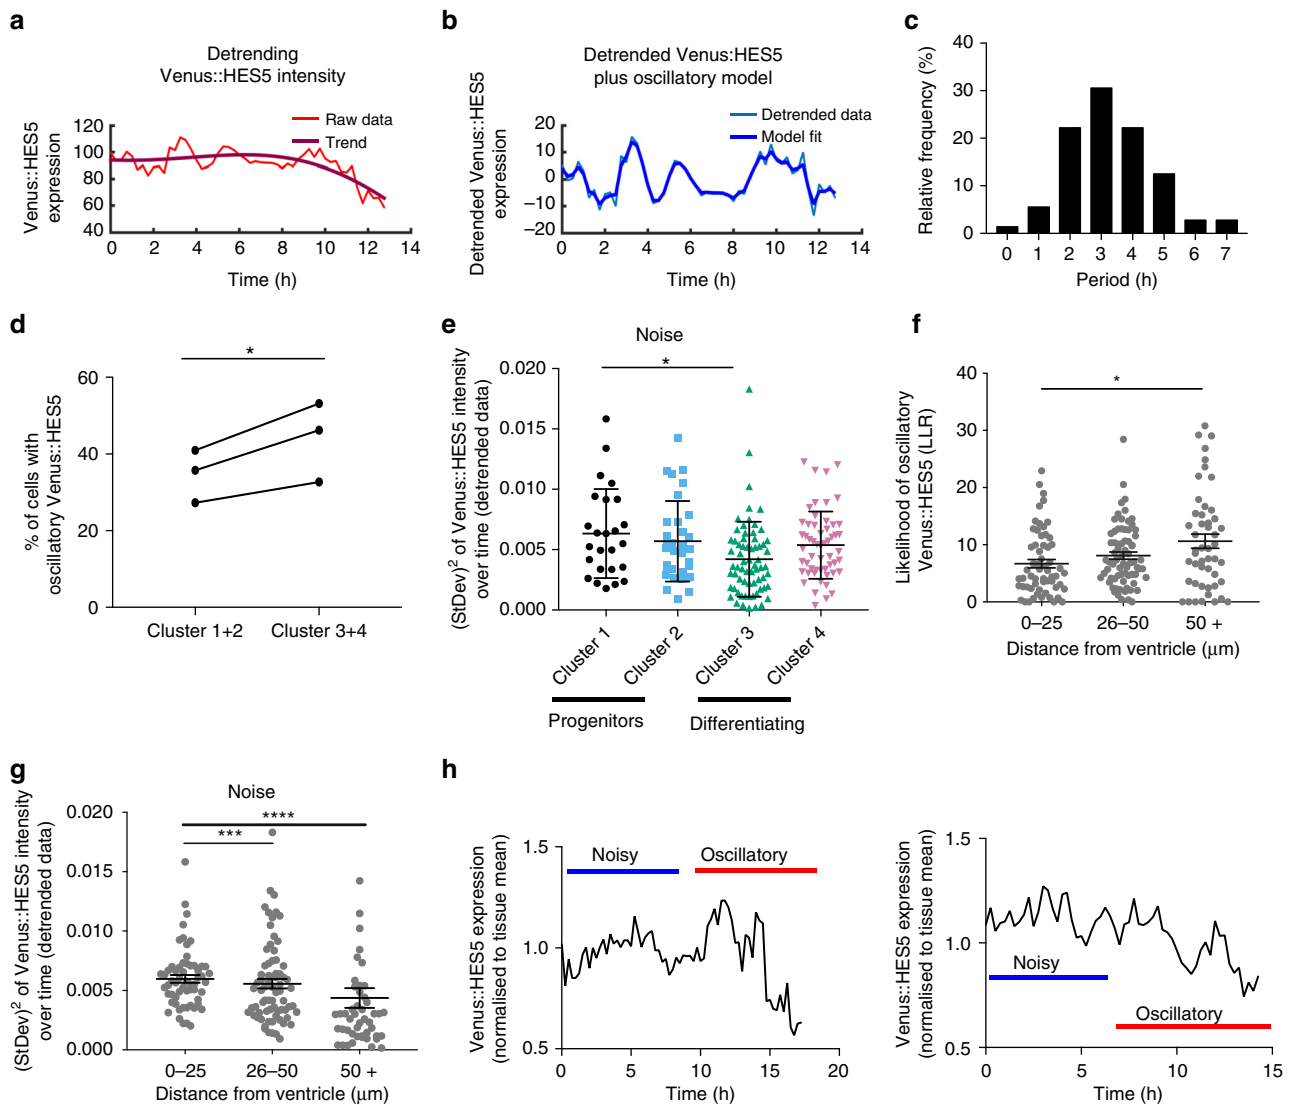 a
Detrending
Venus::HES5 intensity
Raw data
Trend
Venus::HES5
expression
120
100
80
60
40
0 2 4 6 8 10 12 14
Time (h)
b
Detrended Venus:HES5
plus oscillatory model
Detrended data
Model fit
Detrended Venus::HES5
expression
20
10
0
−10
−20
0 2 4 6 8 10 12 14
Time (h)
c
Relative frequency (%)
40
30
20
10
0
0 1 2 3 4 5 6 7
Period (h)
d
*
% of cells with
oscillatory Venus::HES5
60
40
20
0
Cluster 1+2 Cluster 3+4
e
Noise
*
(StDev)² of Venus::HES5 intensity
over time (detrended data)
0.020
0.015
0.010
0.005
0.000
Cluster 1
Cluster 2
Cluster 3
Cluster 4
Progenitors
Differentiating
f
*
Likelihood of oscillatory
Venus::HES5 (LLR)
40
30
20
10
0
0–25 26–50 50 +
Distance from ventricle (μm)
g
Noise
****
***
(StDev)² of Venus::HES5 intensity
over time (detrended data)
0.020
0.015
0.010
0.005
0.000
0–25 26–50 50 +
Distance from ventricle (μm)
h
Noisy Oscillatory
Venus::HES5 expression
(normalised to tissue mean)
1.5
1.0
0.5
0 5 10 15 20
Time (h)
Venus::HES5 expression
(normalised to tissue mean)
1.5
1.0
0.5
Noisy
Oscillatory
0 5 10 15
Time (h)